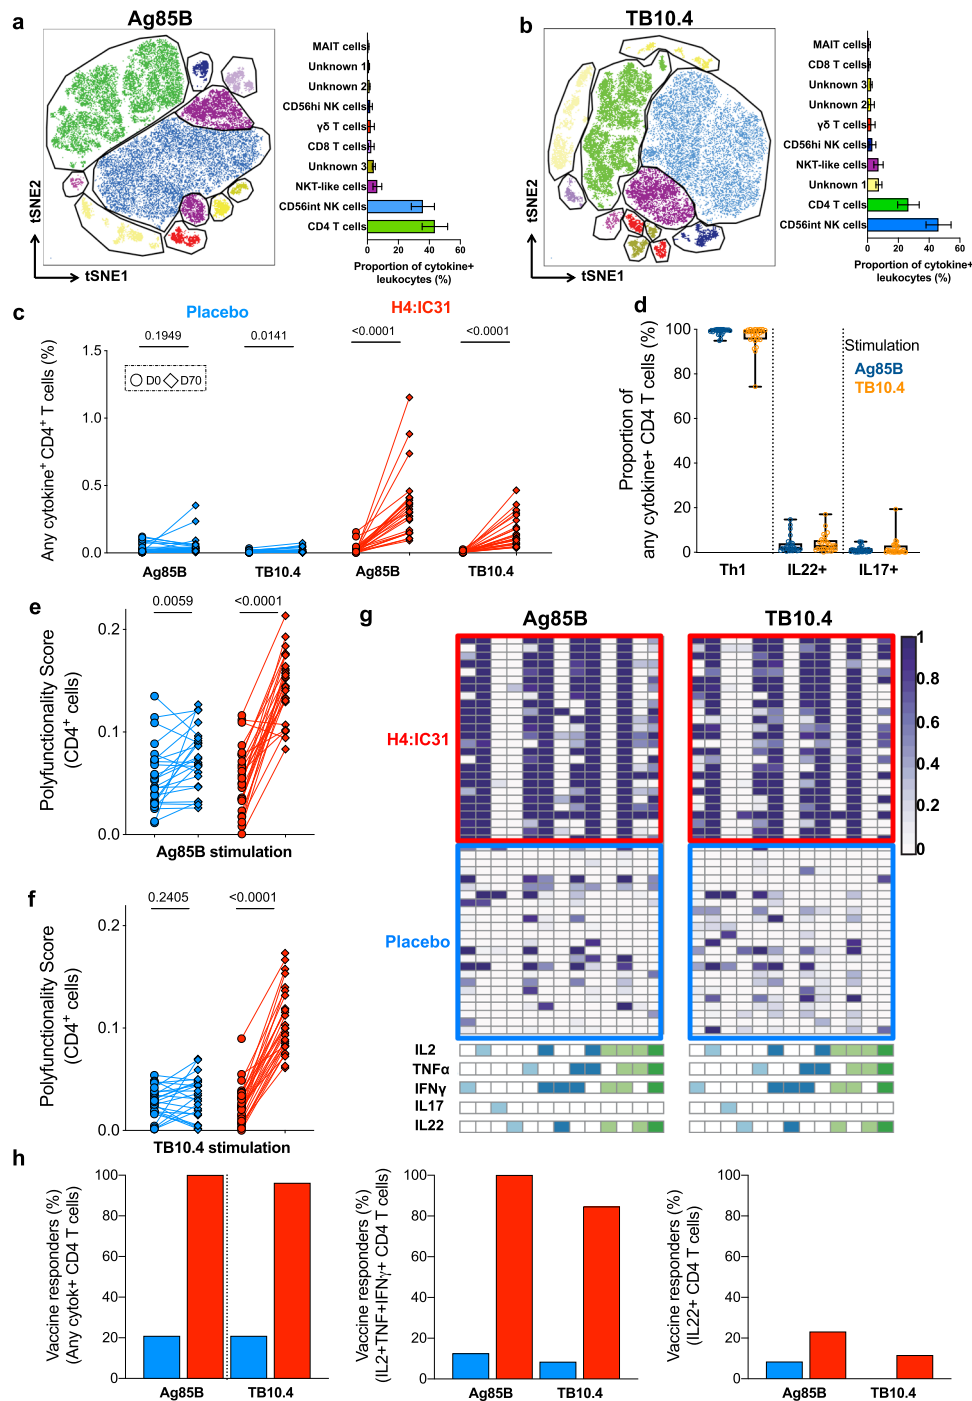 a
Ag85B
tSNE2
tSNE1
MAIT cells
Unknown 1
Unknown 2
CD56hi NK cells
γδ T cells
CD8 T cells
Unknown 3
NKT-like cells
CD56int NK cells
CD4 T cells
0 20 40 60
Proportion of cytokine+
leukocytes (%)
b
TB10.4
tSNE2
tSNE1
MAIT cells
CD8 T cells
Unknown 3
Unknown 2
γδ T cells
CD56hi NK cells
NKT-like cells
Unknown 1
CD4 T cells
CD56int NK cells
0 20 40 60
Proportion of cytokine+
leukocytes (%)
c
Placebo
H4:IC31
0.1949 0.0141 <0.0001 <0.0001
Any cytokine+ CD4+ T cells (%)
1.5
1.0
0.5
0.0
D0 D70
Ag85B TB10.4 Ag85B TB10.4
d
Proportion of
any cytokine+ CD4 T cells (%)
100
80
60
40
20
0
Stimulation
Ag85B
TB10.4
Th1 IL22+ IL17+
e
0.0059 <0.0001
Polyfunctionality Score
(CD4+ cells)
0.2
0.1
0.0
Ag85B stimulation
f
0.2405 <0.0001
Polyfunctionality Score
(CD4+ cells)
0.2
0.1
0.0
TB10.4 stimulation
g
Ag85B TB10.4
H4:IC31
Placebo
1
0.8
0.6
0.4
0.2
0
IL2
TNFα
IFNγ
IL17
IL22
h
Vaccine responders (%)
(Any cytok+ CD4 T cells)
100
80
60
40
20
0
Ag85B TB10.4
Vaccine responders (%)
(IL2+TNF+IFNγ+ CD4 T cells)
100
80
60
40
20
0
Ag85B TB10.4
Vaccine responders (%)
(IL22+ CD4 T cells)
100
80
60
40
20
0
Ag85B TB10.4